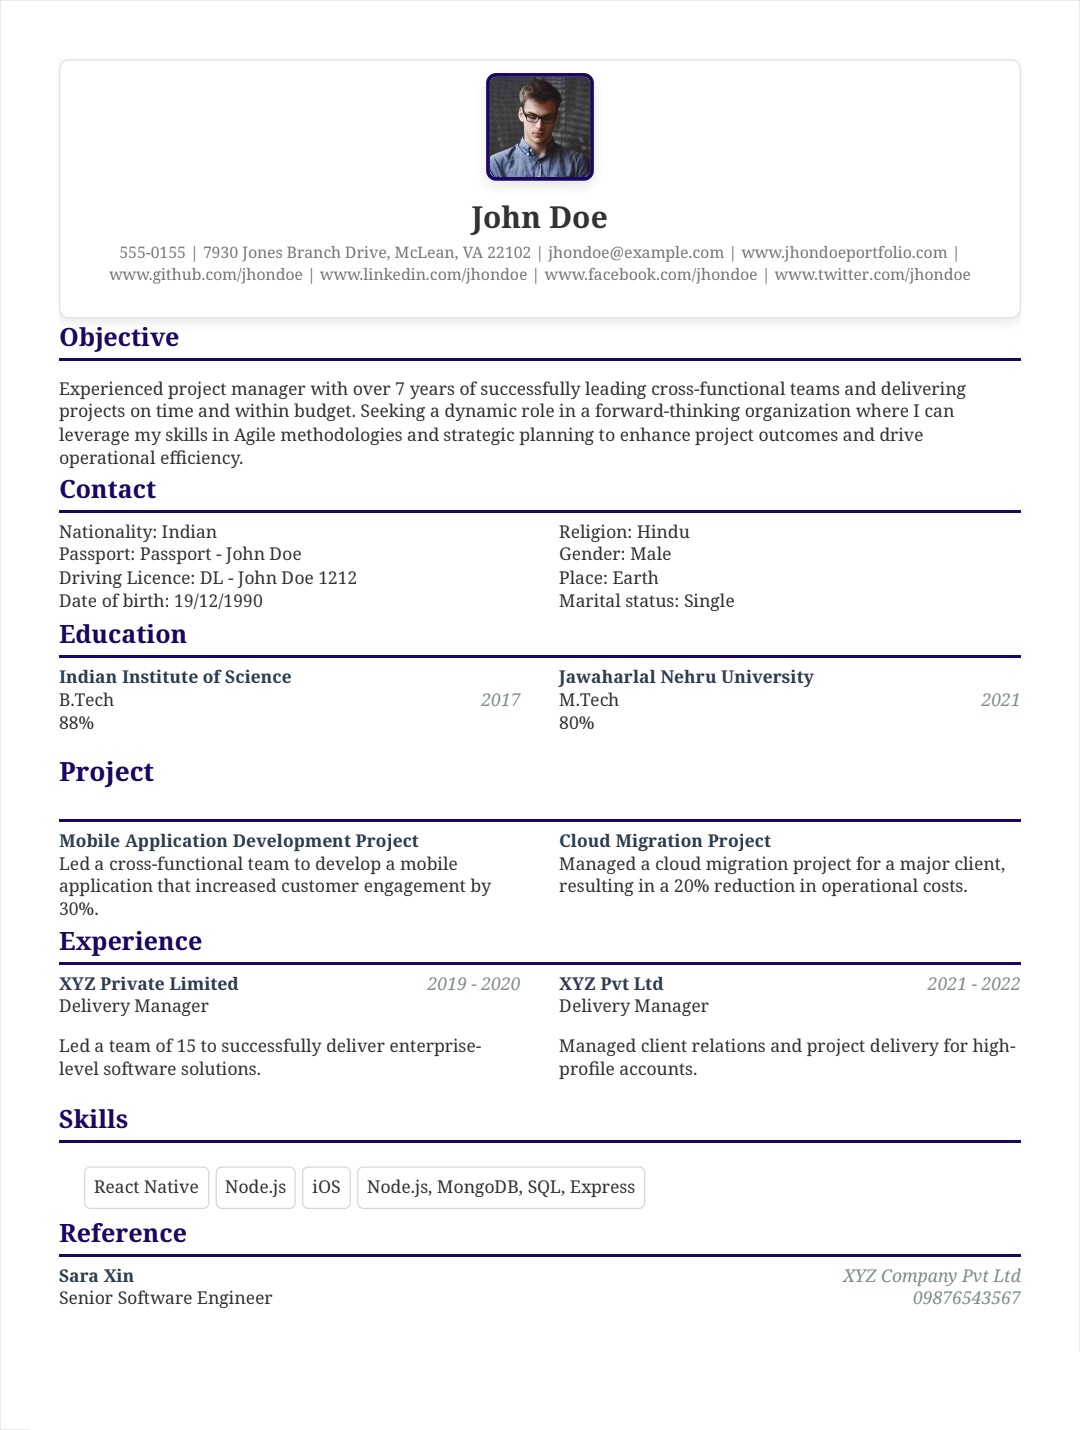 John Doe
555-0155 | 7930 Jones Branch Drive, McLean, VA 22102 | jhondoe@example.com | www.jhondoeportfolio.com |
www.github.com/jhondoe | www.linkedin.com/jhondoe | www.facebook.com/jhondoe | www.twitter.com/jhondoe
Objective
Experienced project manager with over 7 years of successfully leading cross-functional teams and delivering
projects on time and within budget. Seeking a dynamic role in a forward-thinking organization where I can
leverage my skills in Agile methodologies and strategic planning to enhance project outcomes and drive
operational efficiency.
Contact
Nationality: Indian
Passport: Passport - John Doe
Driving Licence: DL - John Doe 1212
Date of birth: 19/12/1990
Religion: Hindu
Gender: Male
Place: Earth
Marital status: Single
Education
Indian Institute of Science
B.Tech 2017
88%
Jawaharlal Nehru University
M.Tech 2021
80%
Project
Mobile Application Development Project
Led a cross-functional team to develop a mobile
application that increased customer engagement by
30%.
Cloud Migration Project
Managed a cloud migration project for a major client,
resulting in a 20% reduction in operational costs.
Experience
XYZ Private Limited 2019 - 2020
Delivery Manager
Led a team of 15 to successfully deliver enterprise-
level software solutions.
XYZ Pvt Ltd 2021 - 2022
Delivery Manager
Managed client relations and project delivery for high-
profile accounts.
Skills
React Native Node.js iOS Node.js, MongoDB, SQL, Express
Reference
Sara Xin XYZ Company Pvt Ltd
Senior Software Engineer 09876543567